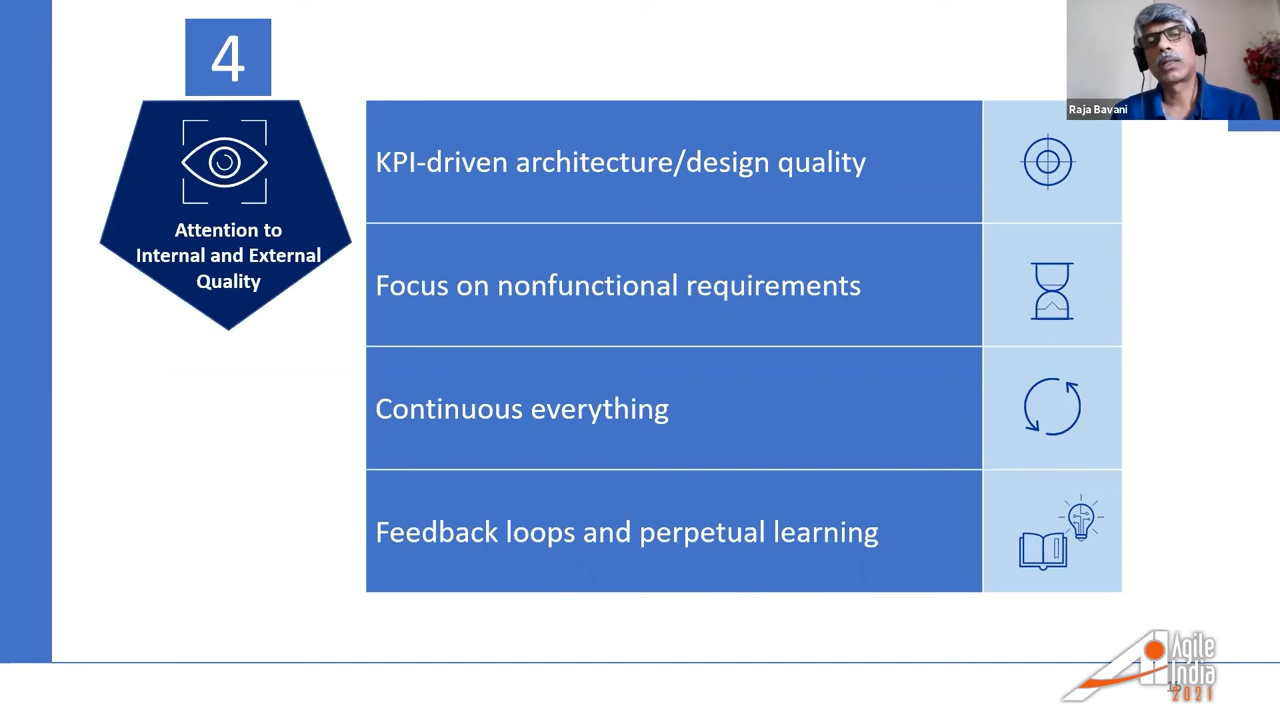 4
Attention to
Internal and External
Quality
KPI-driven architecture/design quality
Focus on nonfunctional requirements
Continuous everything
Feedback loops and perpetual learning
Raja Bavani
Agile
India
2021